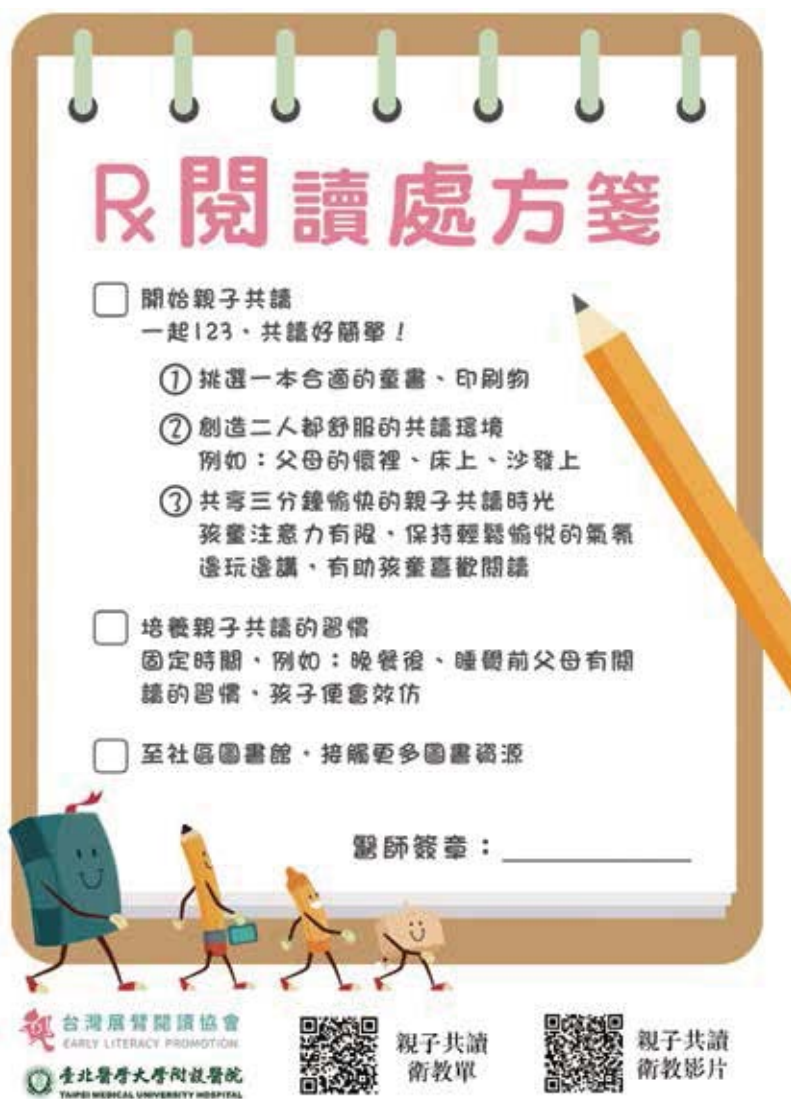 Rx閱讀處方箋
開始親子共讀
一起123、共讀好簡單！
① 挑選一本合適的童書、印刷物
② 創造二人都舒服的共讀環境
例如：父母的懷裡、床上、沙發上
③ 共享三分鐘愉快的親子共讀時光
孩童注意力有限、保持輕鬆愉悅的氣氛
邊玩邊講、有助孩童喜歡閱讀
培養親子共讀的習慣
固定時間、例如：晚餐後、睡覺前父母有閱
讀的習慣、孩子便會效仿
至社區圖書館、接觸更多圖書資源
醫師簽章：
台灣展臂閱讀協會
EARLY LITERACY PROMOTION
臺北醫學大學附設醫院
TAIPEI MEDICAL UNIVERSITY HOSPITAL
親子共讀
衛教單
親子共讀
衛教影片